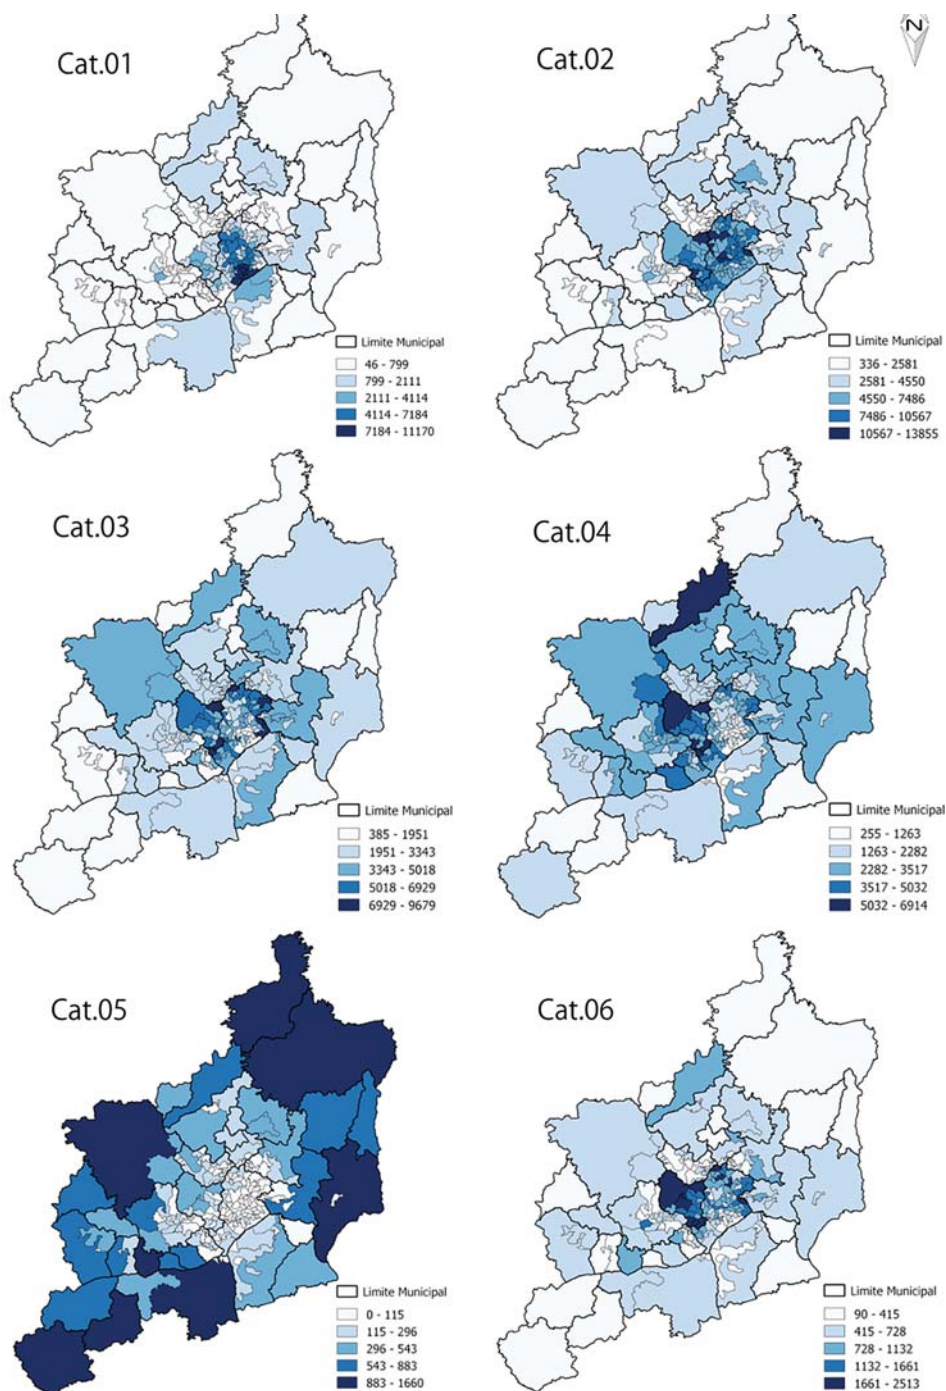 N
Cat.01
Limite Municipal
46 - 799
799 - 2111
2111 - 4114
4114 - 7184
7184 - 11170
Cat.02
Limite Municipal
336 - 2581
2581 - 4550
4550 - 7486
7486 - 10567
10567 - 13855
Cat.03
Limite Municipal
385 - 1951
1951 - 3343
3343 - 5018
5018 - 6929
6929 - 9679
Cat.04
Limite Municipal
255 - 1263
1263 - 2282
2282 - 3517
3517 - 5032
5032 - 6914
Cat.05
Limite Municipal
0 - 115
115 - 296
296 - 543
543 - 883
883 - 1660
Cat.06
Limite Municipal
90 - 415
415 - 728
728 - 1132
1132 - 1661
1661 - 2513